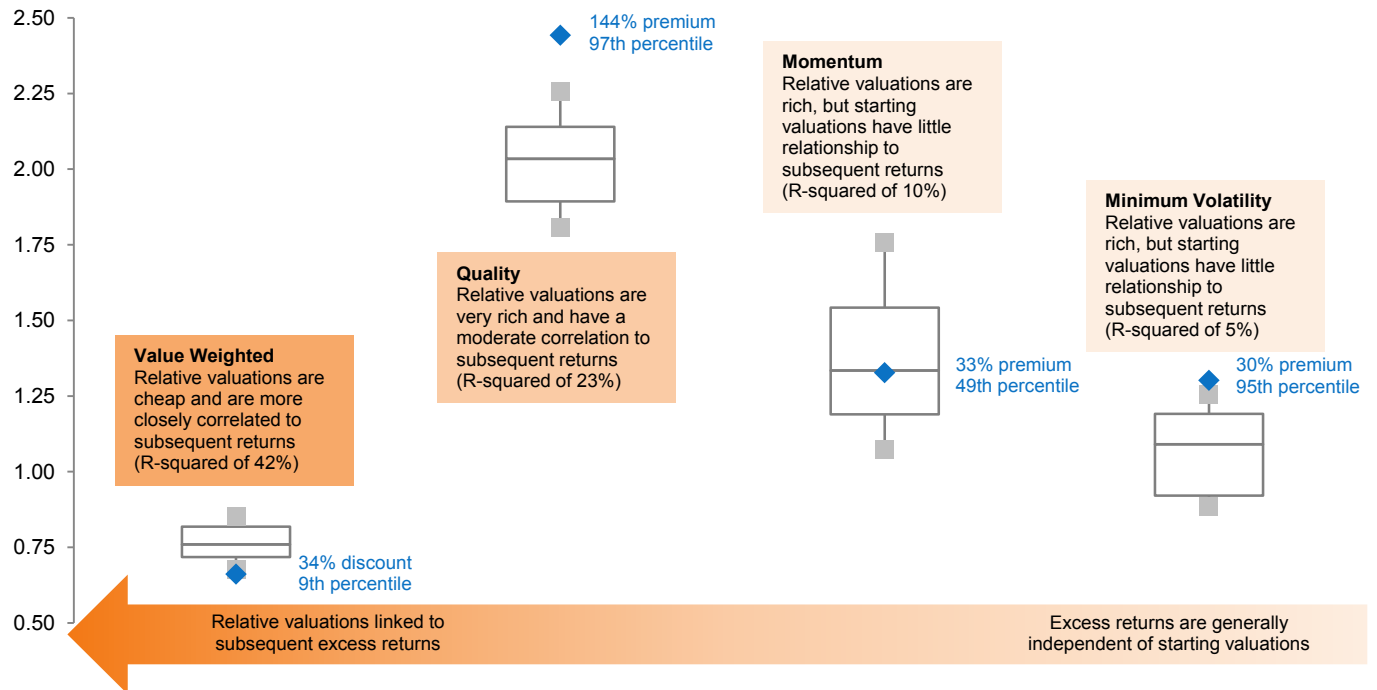 2.50
2.25
2.00
1.75
1.50
1.25
1.00
0.75
0.50
144% premium
97th percentile
Momentum
Relative valuations are
rich, but starting
valuations have little
relationship to
subsequent returns
(R-squared of 10%)
Minimum Volatility
Relative valuations are
rich, but starting
valuations have little
relationship to
subsequent returns
(R-squared of 5%)
Quality
Relative valuations are
very rich and have a
moderate correlation to
subsequent returns
(R-squared of 23%)
Value Weighted
Relative valuations are
cheap and are more
closely correlated to
subsequent returns
(R-squared of 42%)
33% premium
49th percentile
30% premium
95th percentile
34% discount
9th percentile
Relative valuations linked to
subsequent excess returns
Excess returns are generally
independent of starting valuations